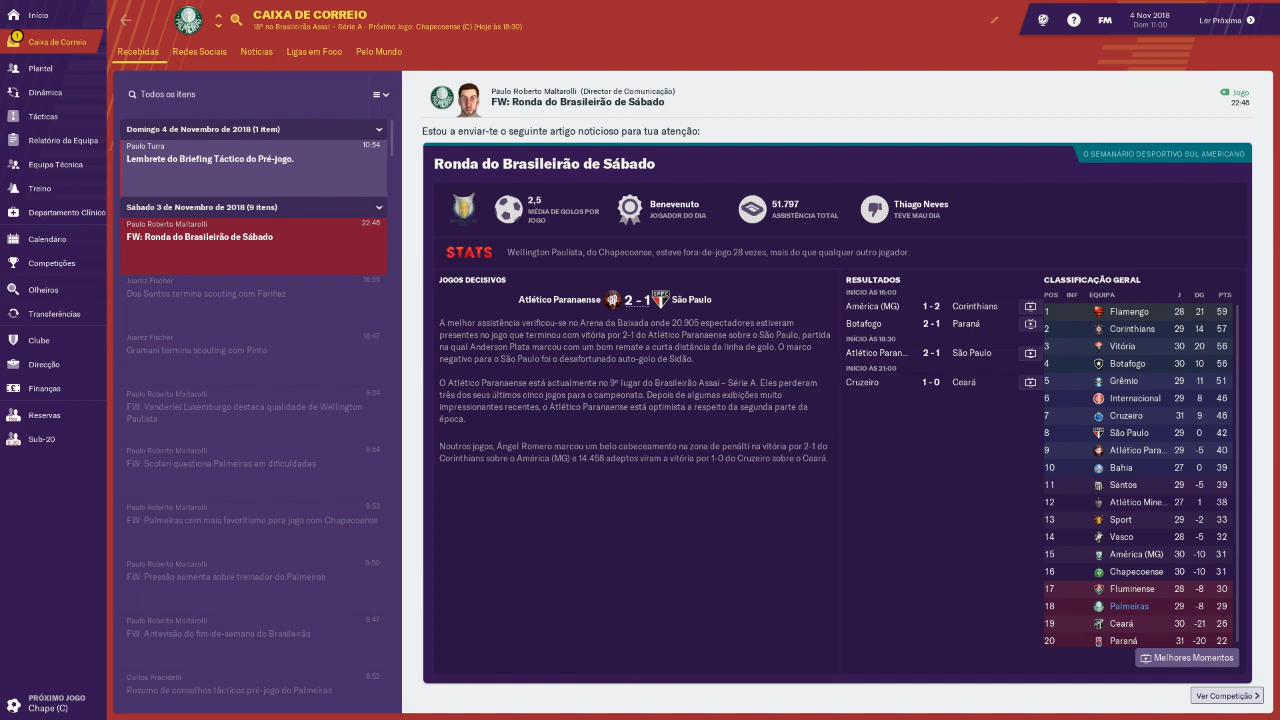 Início
Caixa de Correio
1
Plantel
Dinâmica
Tácticas
Relatório da Equipa
Equipa Técnica
Treino
Departamento Clínico
Calendário
Competições
Olheiros
Transferências
Clube
Direcção
Finanças
Reservas
Sub-20
PRÓXIMO JOGO
Chape (C)
CAIXA DE CORREIO
18º no Brasileirão Assaí – Série A - Próximo Jogo: Chapecoense (C) (Hoje às 18:30)
FM
4 Nov 2018
Dom 11:00
Ler Próxima
Recebidas Redes Sociais Notícias Ligas em Foco Pelo Mundo
Todos os itens
Domingo 4 de Novembro de 2018 (1 item)
Paulo Turra 10:54
Lembrete do Briefing Táctico do Pré-jogo.
Sábado 3 de Novembro de 2018 (9 itens)
Paulo Roberto Maltarolli 22:46
FW: Ronda do Brasileirão de Sábado
Juarez Fischer 18:55
Dos Santos termina scouting com Faríñez
Juarez Fischer 16:47
Gramani termina scouting com Pinto
Paulo Roberto Maltarolli 9:54
FW: Vanderlei Luxemburgo destaca qualidade de Wellington
Paulista
Paulo Roberto Maltarolli 9:54
FW: Scolari questiona Palmeiras em dificuldades
Paulo Roberto Maltarolli 9:53
FW: Palmeiras com mais favoritismo para jogo com Chapecoense
Paulo Roberto Maltarolli 9:50
FW: Pressão aumenta sobre treinador do Palmeiras
Paulo Roberto Maltarolli 8:47
FW: Antevisão do fim-de-semana do Brasileirão
Carlos Pracidelli 8:52
Resumo de conselhos tácticos pré-jogo do Palmeiras
Paulo Roberto Maltarolli (Director de Comunicação)
FW: Ronda do Brasileirão de Sábado
Jogo
22:46
Estou a enviar-te o seguinte artigo noticioso para tua atenção:
O SEMANÁRIO DESPORTIVO SUL AMERICANO
Ronda do Brasileirão de Sábado
2,5
MÉDIA DE GOLOS POR
JOGO
Benevenuto
JOGADOR DO DIA
51.797
ASSISTÊNCIA TOTAL
Thiago Neves
TEVE MAU DIA
STATS
Wellington Paulista, do Chapecoense, esteve fora-de-jogo 28 vezes, mais do que qualquer outro jogador.
JOGOS DECISIVOS
Atlético Paranaense 2 - 1 São Paulo
A melhor assistência verificou-se no Arena da Baixada onde 20.905 espectadores estiveram
presentes no jogo que terminou com vitória por 2-1 do Atlético Paranaense sobre o São Paulo, partida
na qual Anderson Plata marcou com um bom remate a curta distância da linha de golo. O marco
negativo para o São Paulo foi o desafortunado auto-golo de Sidão.
O Atlético Paranaense está actualmente no 9º lugar do Brasileirão Assaí – Série A. Eles perderam
três dos seus últimos cinco jogos para o campeonato. Depois de algumas exibições muito
impressionantes recentes, o Atlético Paranaense está optimista a respeito da segunda parte da
época.
Noutros jogos, Ángel Romero marcou um belo cabeceamento na zona de penálti na vitória por 2-1 do
Corinthians sobre o América (MG) e 14.458 adeptos viram a vitória por 1-0 do Cruzeiro sobre o Ceará.
RESULTADOS
INÍCIO ÀS 16:00
América (MG) 1 - 2 Corinthians
Botafogo 2 - 1 Paraná
INÍCIO ÀS 18:30
Atlético Paran... 2 - 1 São Paulo
INÍCIO ÀS 21:00
Cruzeiro 1 - 0 Ceará
CLASSIFICAÇÃO GERAL
POS INF EQUIPA J DG PTS
1 Flamengo 28 21 59
2 Corinthians 29 14 57
3 Vitória 30 20 56
4 Botafogo 30 10 56
5 Grêmio 29 11 51
6 Internacional 29 8 46
7 Cruzeiro 31 9 46
8 São Paulo 29 0 42
9 Atlético Para... 29 -5 40
10 Bahia 27 0 39
11 Santos 29 -5 39
12 Atlético Mine... 27 1 38
13 Sport 29 -2 33
14 Vasco 28 -5 32
15 América (MG) 30 -10 31
16 Chapecoense 30 -10 31
17 Fluminense 28 -8 30
18 Palmeiras 29 -8 29
19 Ceará 30 -21 26
20 Paraná 31 -20 22
Melhores Momentos
Ver Competição